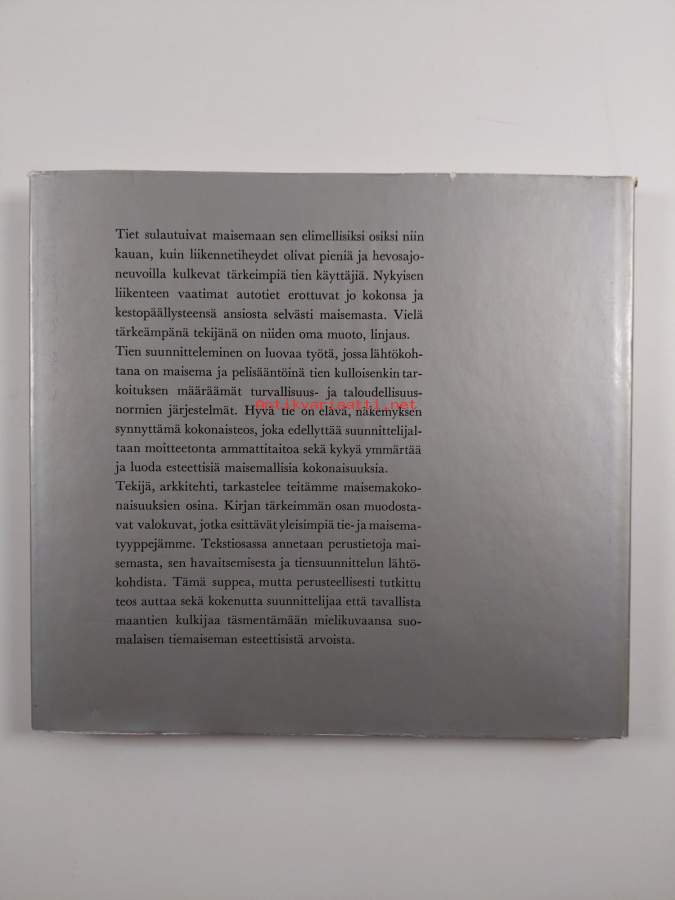 Tiet sulautuivat maisemaan sen elimellisiksi osiksi niin
kauan, kuin liikennetiheydet olivat pieniä ja hevosajo-
neuvoilla kulkevat tärkeimpiä tien käyttäjiä. Nykyisen
liikenteen vaatimat autotiet erottuvat jo kokonsa ja
kestopäällysteensä ansiosta selvästi maisemasta. Vielä
tärkeämpänä tekijänä on niiden oma muoto, linjaus.
Tien suunnitteleminen on luovaa työtä, jossa lähtökoh-
tana on maisema ja pelisääntöinä tien kulloisenkin tar-
koituksen määräämät turvallisuus- ja taloudellisuus-
Antikvariaatti.net
normien järjestelmät. Hyvä tie on elävä, näkemyksen
synnyttämä kokonaisteos, joka edellyttää suunnittelijal-
taan moitteetonta ammattitaitoa sekä kykyä ymmärtää
ja luoda esteettisiä maisemallisia kokonaisuuksia.
Tekijä, arkkitehti, tarkastelee teitämme maisemakoko-
naisuuksien osina. Kirjan tärkeimmän osan muodosta-
vat valokuvat, jotka esittävät yleisimpiä tie- ja maisema-
tyyppejämme. Tekstiosassa annetaan perustietoja mai-
semasta, sen havaitsemisesta ja tiensuunnittelun lähtö-
kohdista. Tämä suppea, mutta perusteellisesti tutkittu
teos auttaa sekä kokenutta suunnittelijaa että tavallista
maantien kulkijaa täsmentämään mielikuvaansa suo-
malaisen tiemaiseman esteettisistä arvoista.